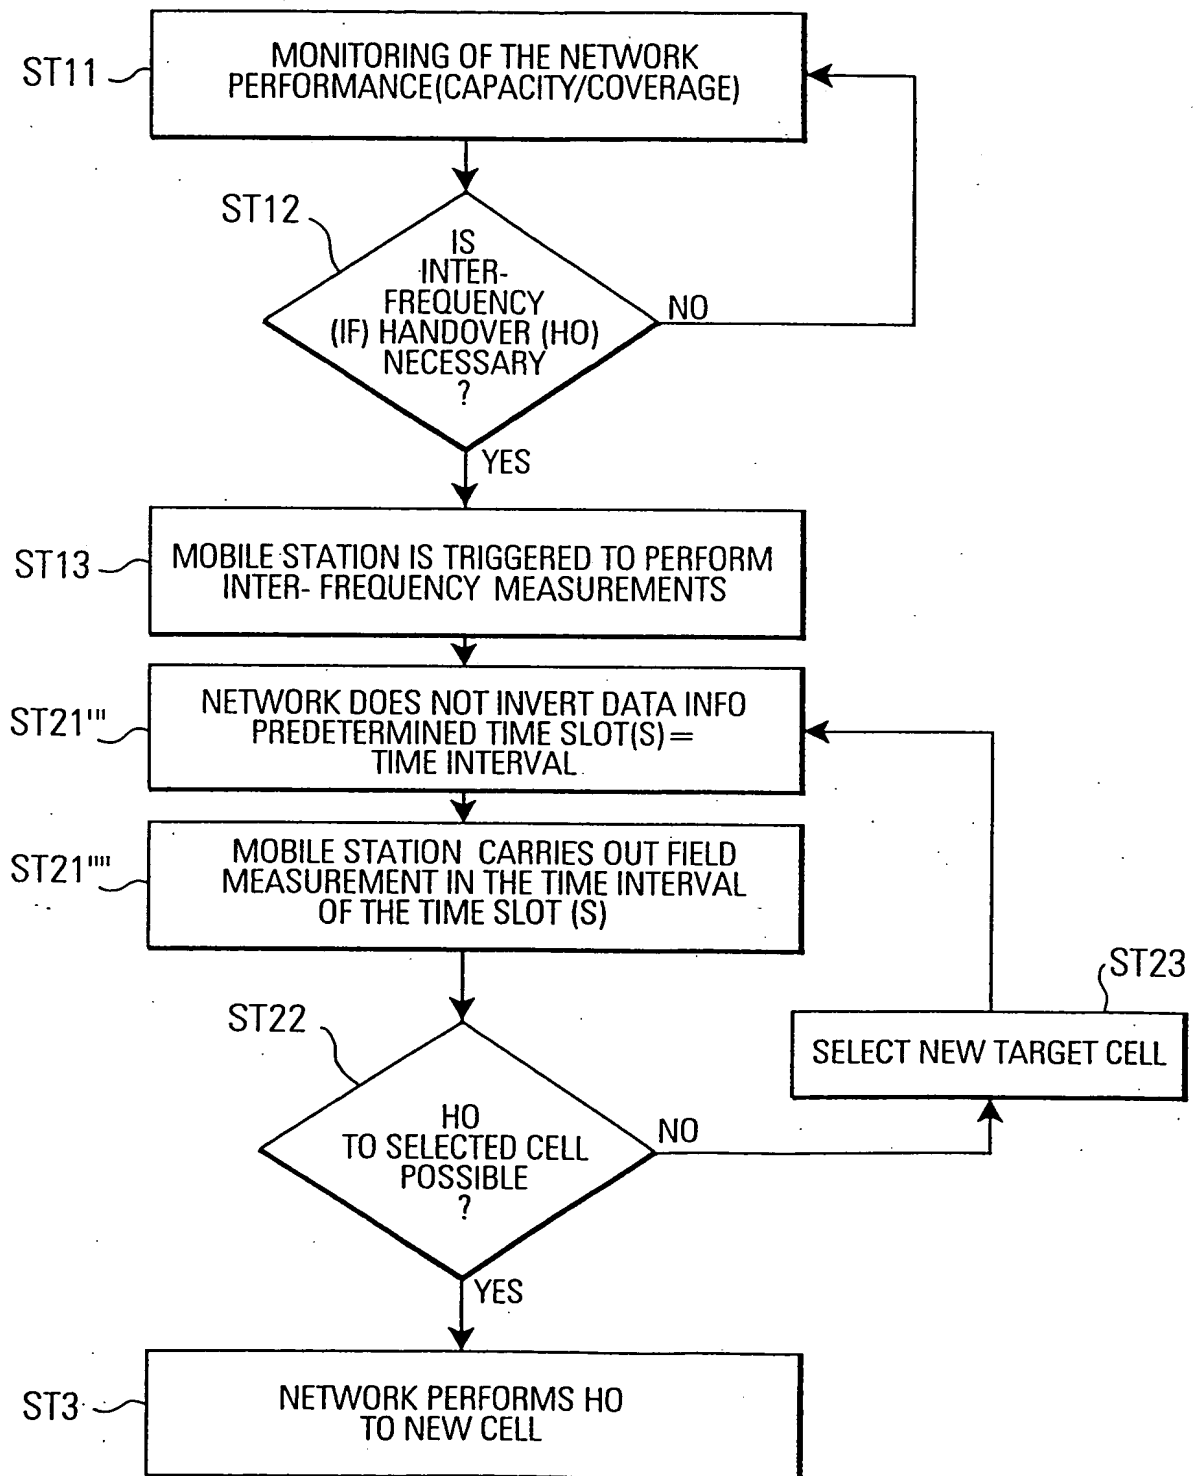 ST11
MONITORING OF THE NETWORK
PERFORMANCE(CAPACITY/COVERAGE)
ST12
IS
INTER-
FREQUENCY
(IF) HANDOVER (HO)
NECESSARY
?
NO
YES
ST13
MOBILE STATION IS TRIGGERED TO PERFORM
INTER- FREQUENCY MEASUREMENTS
ST21'''
NETWORK DOES NOT INVERT DATA INFO
PREDETERMINED TIME SLOT(S)=
TIME INTERVAL
ST21''''
MOBILE STATION CARRIES OUT FIELD
MEASUREMENT IN THE TIME INTERVAL
OF THE TIME SLOT (S)
ST22
HO
TO SELECTED CELL
POSSIBLE
?
NO
ST23
SELECT NEW TARGET CELL
YES
ST3
NETWORK PERFORMS HO
TO NEW CELL